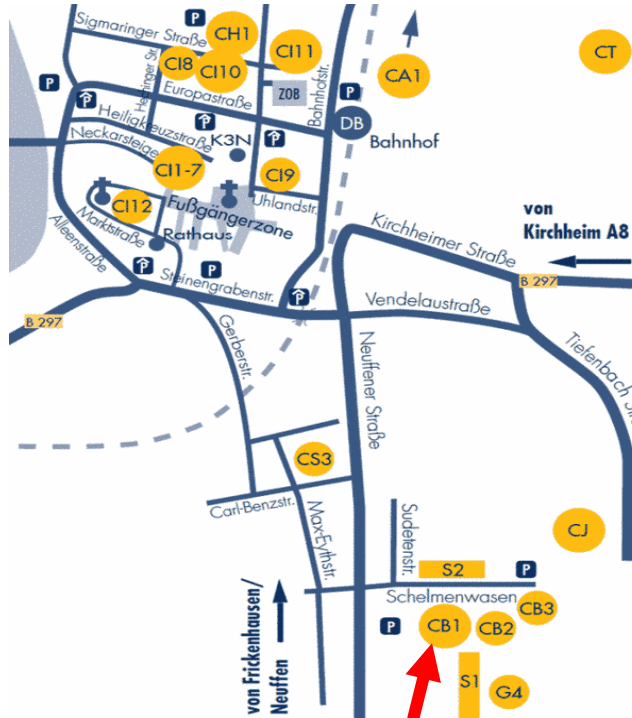 P
CH1
Sigmaringer Straße
CI11
CI8
CI10
CT
CA1
Hechinger Str.
P
ZOB
Bahnhofstr.
P
Europastraße
P
Heiligkreuzstraße
P
DB
Bahnhof
Neckarsteige
K3N
P
CI1-7
CI9
CI12
Fußgängerzone
Uhlandstr.
Marktstraße
Rathaus
Alleenstraße
von
Kirchheim A8
Kirchheimer Straße
P
P
Steinengrabenstr.
P
B 297
Vendelaustraße
B 297
Gerberstr.
Neuffener Straße
Tiefenbach
CS3
Carl-Benzstr.
Max-Eythstr.
Sudetenstr.
CJ
S2
P
Schelmenwasen
CB3
P
CB1
CB2
von Frickenhausen/
Neuffen
S1
G4